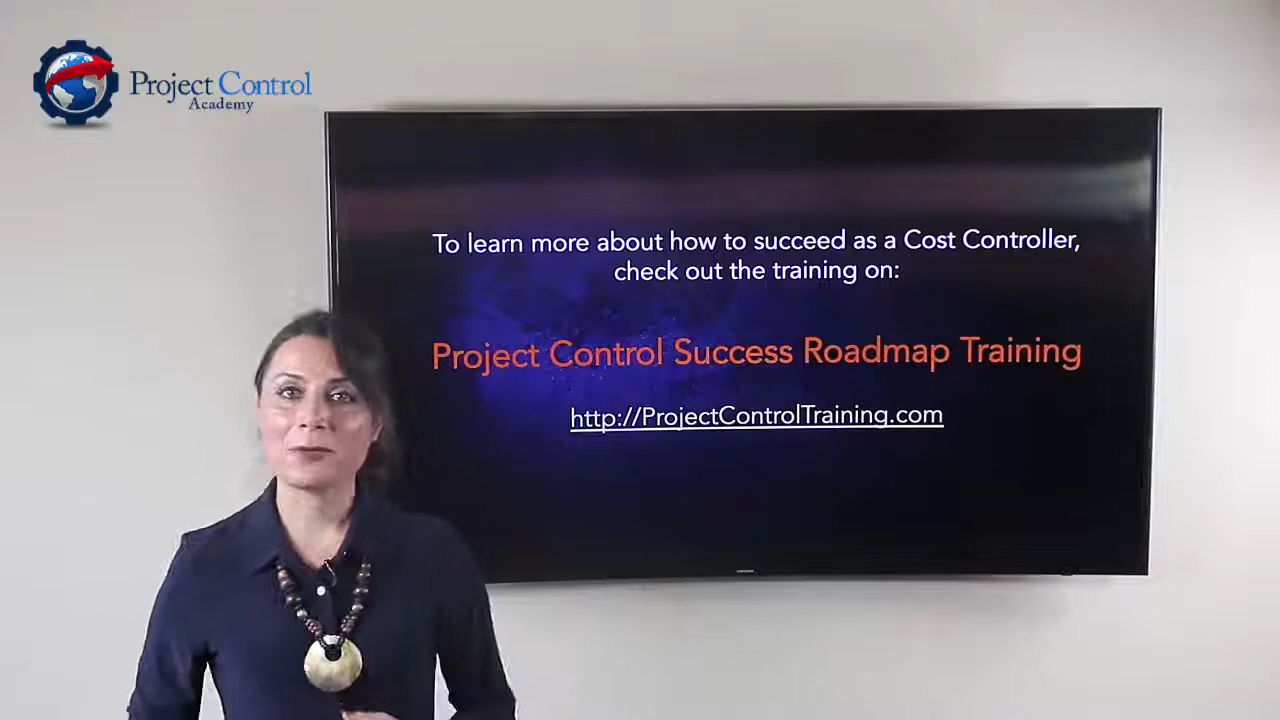 Project Control
Academy
To learn more about how to succeed as a Cost Controller,
check out the training on:
Project Control Success Roadmap Training
http://ProjectControlTraining.com